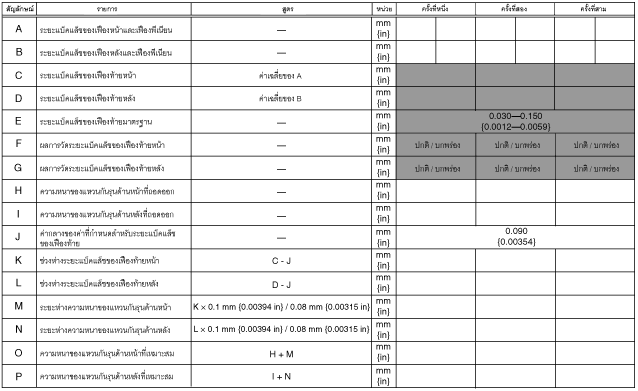 สัญลักษณ์ รายการ สูตร หน่วย ครั้งที่หนึ่ง ครั้งที่สอง ครั้งที่สาม
A ระยะแบ็คแล็ชของเฟืองหน้าและเฟืองพีเนียน — mm {in}
B ระยะแบ็คแล็ชของเฟืองหลังและเฟืองพีเนียน — mm {in}
C ระยะแบ็คแล็ชของเฟืองท้ายหน้า ค่าเฉลี่ยของ A mm {in}
D ระยะแบ็คแล็ชของเฟืองท้ายหลัง ค่าเฉลี่ยของ B mm {in}
E ระยะแบ็คแล็ชของเฟืองท้ายมาตรฐาน — mm {in} 0.030—0.150 {0.0012—0.0059}
F ผลการวัดระยะแบ็คแล็ชของเฟืองท้ายหน้า — mm {in} ปกติ / บกพร่อง ปกติ / บกพร่อง ปกติ / บกพร่อง
G ผลการวัดระยะแบ็คแล็ชของเฟืองท้ายหลัง — mm {in} ปกติ / บกพร่อง ปกติ / บกพร่อง ปกติ / บกพร่อง
H ความหนาของแหวนกันรุนด้านหน้าที่ถอดออก — mm {in}
I ความหนาของแหวนกันรุนด้านหลังที่ถอดออก — mm {in}
J ค่ากลางของค่าที่กำหนดสำหรับระยะแบ็คแล็ช
ของเฟืองท้าย — mm {in} 0.090 {0.00354}
K ช่วงห่างระยะแบ็คแล็ชของเฟืองท้ายหน้า C - J mm {in}
L ช่วงห่างระยะแบ็คแล็ชของเฟืองท้ายหลัง D - J mm {in}
M ระยะห่างความหนาของแหวนกันรุนด้านหน้า K × 0.1 mm {0.00394 in} / 0.08 mm {0.00315 in} mm {in}
N ระยะห่างความหนาของแหวนกันรุนด้านหลัง L × 0.1 mm {0.00394 in} / 0.08 mm {0.00315 in} mm {in}
O ความหนาของแหวนกันรุนด้านหน้าที่เหมาะสม H + M mm {in}
P ความหนาของแหวนกันรุนด้านหลังที่เหมาะสม I + N mm {in}